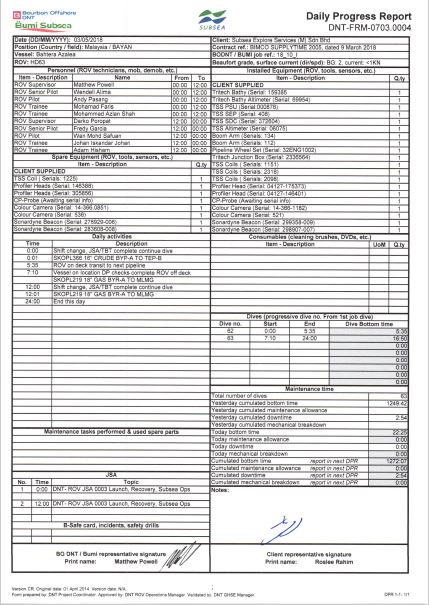 Bourbon Offshore
DNT
Bumi Subsea
SUBSEA
Daily Progress Report
DNT-FRM-0703.0004
Date (DD/MMM/YYYY): 03/05/2018
Client: Subsea Explore Services (M) Sdn Bhd
Position (Country / field): Malaysia / BAYAN
Contract ref.: BIMCO SUPPLYTIME 2005, dated 9 March 2018
Vessel: Bahtera Azalea
BODNT / BUMI job ref.: 18_10_I
ROV: HD63
Beaufort grade, surface current (dir/spd): BG: 2, current: <1KN
Personnel (ROV technicians, mob, demob, etc.)
Item - Description Name From To
ROV Supervisor Matthew Powell 00:00 12:00
ROV Senior Pilot Wendell Alma 00:00 12:00
ROV Pilot Andy Pasang 00:00 12:00
ROV Trainee Mohamad Faris 00:00 12:00
ROV Trainee Mohammed Azlan Shah 00:00 12:00
ROV Supervisor Darko Poropat 12:00 00:00
ROV Senior Pilot Fredy Garcia 12:00 00:00
ROV Pilot Wan Mohd Safuan 12:00 00:00
ROV Trainee Johan Iskandar Johari 12:00 00:00
ROV Trainee Adam Haham 12:00 00:00
Installed Equipment (ROV, tools, sensors, etc.)
Item - Description Q.ty
CLIENT SUPPLIED
Tritech Bathy (Serial: 159385 1
Tritech Bathy Altimeter (Serial: 69954) 1
TSS PSU (Serial: 000876) 1
TSS SEP (Serial: 408) 1
TSS SDC (Serial: 372604) 1
TSS Altimeter (Serial: 06075) 1
Boom Arm (Serial: 134) 1
Boom Arm (Serial: 112) 1
Pipeline Wheel Set (Serial: 32ENG1002) 1
Tritech Junction Box (Serial: 2336564) 1
TSS Coils ( Serial: 1151) 1
TSS Coils ( Serial: 2318) 1
TSS Coils ( Serial: 2098) 1
Profiler Head (Serial: 04127-175373) 1
Profiler Head (Serial: 04127-146401) 1
CP-Probe (Awaiting serial info) 1
Colour Camera (Serial: 14-366-1182) 1
Colour Camera (Serial: 521) 1
Sonardyne Beacon (Serial: 299358-009) 1
Sonardyne Beacon (Serial: 298907-007) 1
Spare Equipment (ROV, tools, sensors, etc.)
Item - Description Q.ty
CLIENT SUPPLIED
TSS Coil (Serial: 1225) 1
Profiler Heads (Serial: 146386) 1
Profiler Heads (Serial: 305656) 1
CP-Probe (Awaiting serial info) 1
Colour Camera (Serial: 14-366.0851) 1
Colour Camera (Serial: 536) 1
Sonardyne Beacon (Serial: 278929-006) 1
Sonardyne Beacon (Serial: 283608-008) 1
Daily activities
Time Description
0:00 Shift change, JSA/TBT complete continue dive
0:01 SKOPL366 16" CRUDE BYP-A TO TEP-B
5:35 ROV on deck transit to next pipeline
7:10 Vessel on location DP checks complete ROV off deck
SKOPL219 18" GAS BYP-A TO MLMG
12:00 Shift change, JSA/TBT complete continue dive
12:01 SKOPL219 18" GAS BYP-A TO MLMG
24:00 End this day
Consumables (cleaning brushes, DVDs, etc.)
Item - Description UoM Q.ty
Dives (progressive dive no. From 1st job dive)
Dive no. Start End Dive Bottom time
62 0:00 5:35 5:35
63 7:10 24:00 16:50
0:00
0:00
0:00
0:00
0:00
0:00
Maintenance time
Total number of dives 63
Yesterday cumulated bottom time 1249:42
Yesterday cumulated maintenance allowance
Yesterday cumulated downtime 2:54
Yesterday cumulated mechanical breakdown
Today bottom time 22:25
Today maintenance allowance 0:00
Today downtime 0:00
Today mechanical breakdown 0:00
Cumulated bottom time report in next DPR 1272:07
Cumulated maintenance allowance report in next DPR 0:00
Cumulated downtime report in next DPR 2:54
Cumulated mechanical breakdown report in next DPR 0:00
Maintenance tasks performed & used spare parts
JSA
No. Time Topic
1 0:00 DNT- ROV JSA 0003 Launch, Recovery, Subsea Ops
2 12:00 DNT- ROV JSA 0003 Launch, Recovery, Subsea Ops
Notes:
B-Safe card, incidents, safety drills
BO DNT / Bumi representative signature
Print name: Matthew Powell
Client representative signature
Print name: Roslee Rahim
Version CR. Original date: 01 April 2014. Version date: N/A.
Form prepared by: DNT Project Coordinator. Approved by: DNT ROV Operations Manager. Validated by: DNT QHSE Manager.
DPR 1-1- 1/1